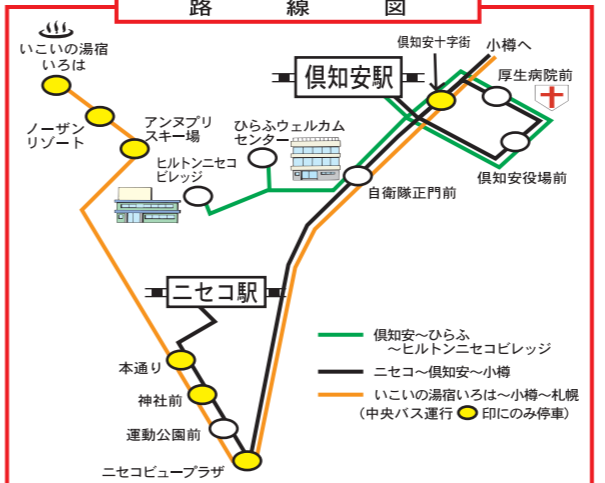 路線図
いこいの湯宿
いろは
ノーザン
リゾート
アンヌプリ
スキー場
ひらふウェルカム
センター
ヒルトンニセコ
ビレッジ
倶知安駅
倶知安十字街
小樽へ
厚生病院前
倶知安役場前
自衛隊正門前
ニセコ駅
本通り
神社前
運動公園前
ニセコビュープラザ
倶知安～ひらふ
～ヒルトンニセコビレッジ
ニセコ～倶知安～小樽
いこいの湯宿いろは～小樽～札幌
(中央バス運行 印にのみ停車)